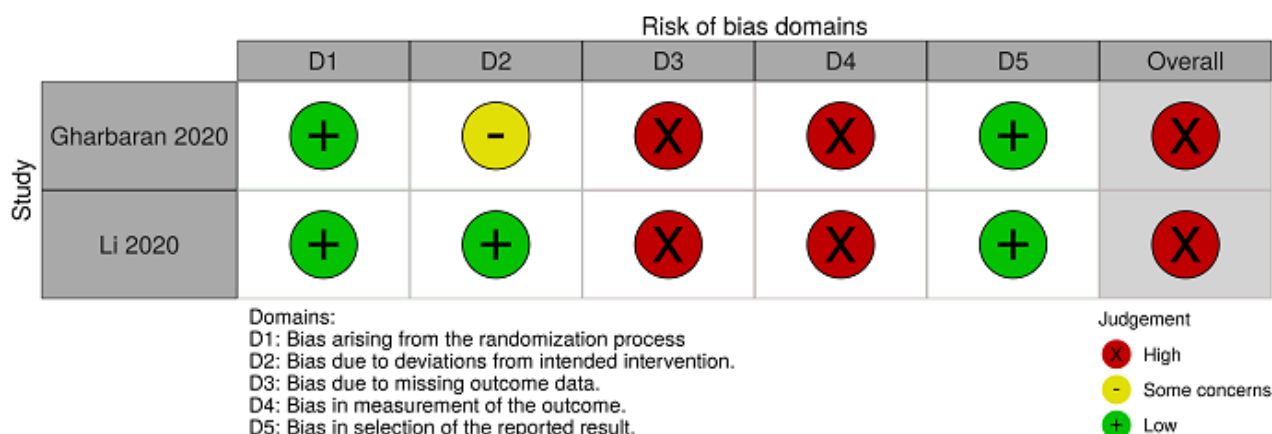 Risk of bias domains
D1 D2 D3 D4 D5 Overall
Study
Gharbaran 2020 + - X X + X
Li 2020 + + X X + X
Domains:
D1: Bias arising from the randomization process
D2: Bias due to deviations from intended intervention.
D3: Bias due to missing outcome data.
D4: Bias in measurement of the outcome.
D5: Bias in selection of the reported result.
Judgement
X High
- Some concerns
+ Low